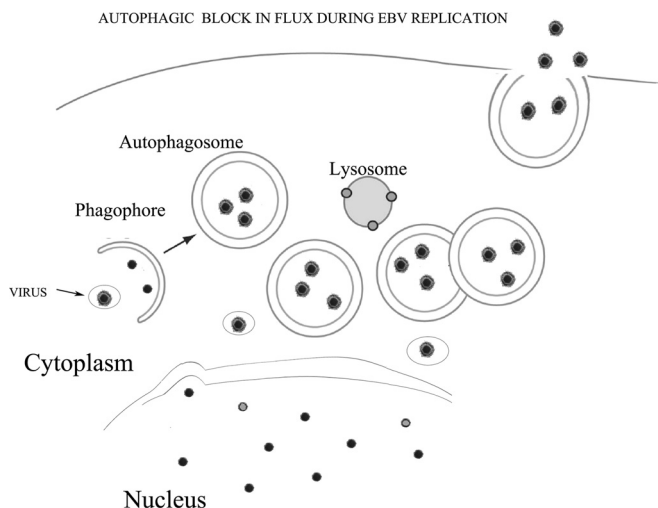 AUTOPHAGIC BLOCK IN FLUX DURING EBV REPLICATION
Autophagosome
Lysosome
Phagophore
VIRUS
Cytoplasm
Nucleus